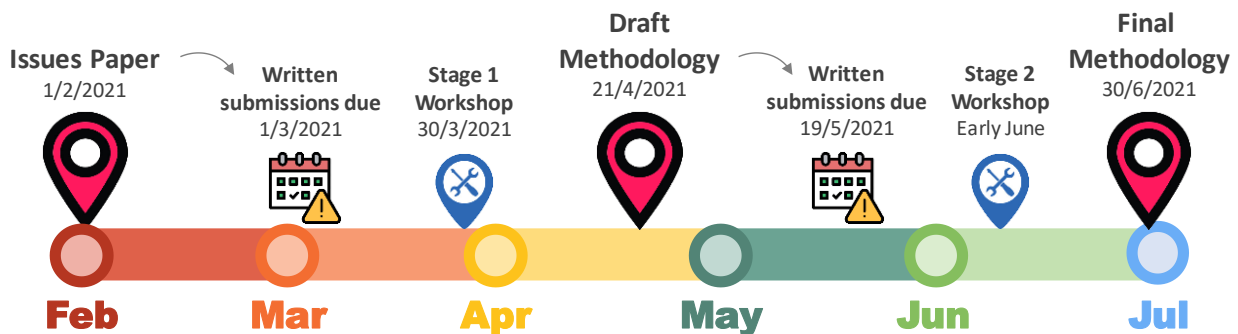 Issues Paper
1/2/2021
Written
submissions due
1/3/2021
Stage 1
Workshop
30/3/2021
Draft
Methodology
21/4/2021
Written
submissions due
19/5/2021
Stage 2
Workshop
Early June
Final
Methodology
30/6/2021
Feb
Mar
Apr
May
Jun
Jul